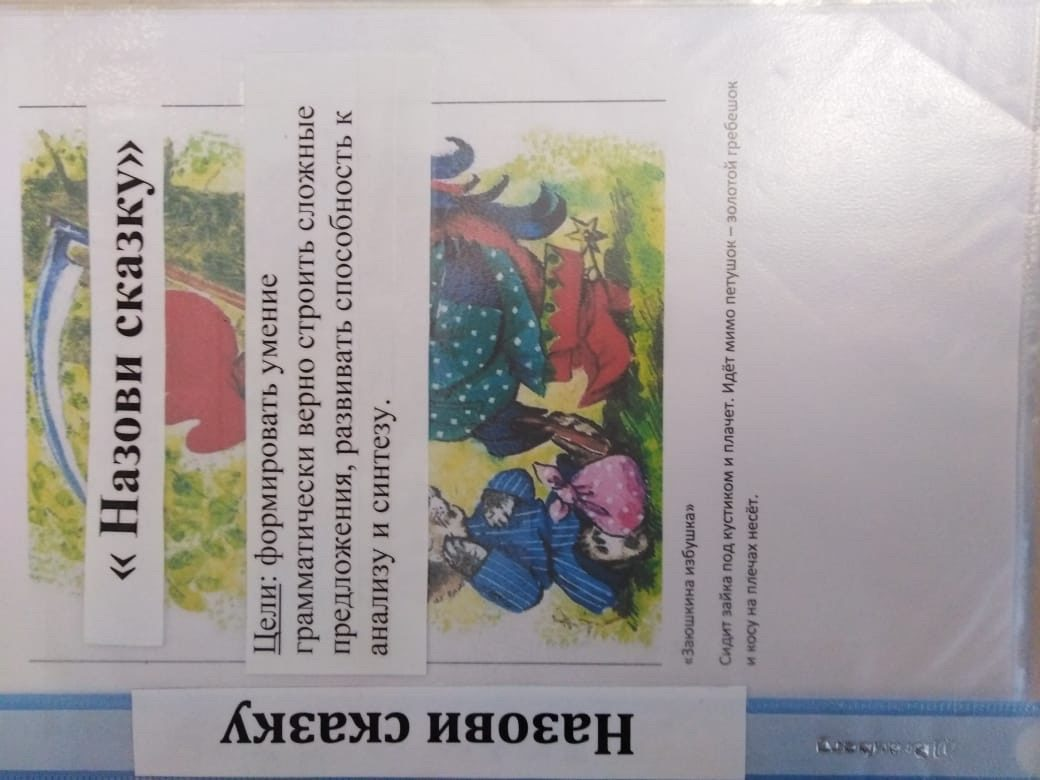 « Назови сказку»
Цели: формировать умение
грамматически верно строить сложные
предложения, развивать способность к
анализу и синтезу.
«Заюшкина избушка»
Сидит зайка под кустиком и плачет. Идёт мимо петушок – золотой гребешок
и косу на плечах несёт.
Назови сказку